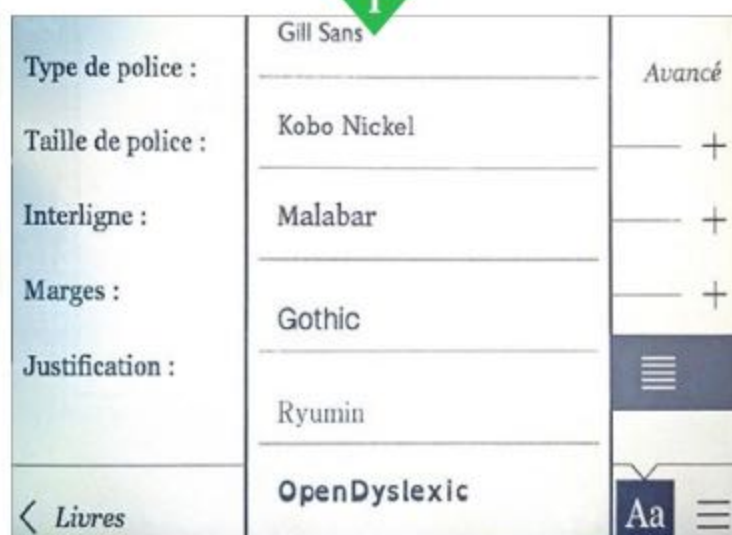 1
Type de police :
Taille de police :
Interligne :
Marges :
Justification :
< Livres
Gill Sans
Kobo Nickel
Malabar
Gothic
Ryumin
OpenDyslexic
Avancé
+
+
+
Aa